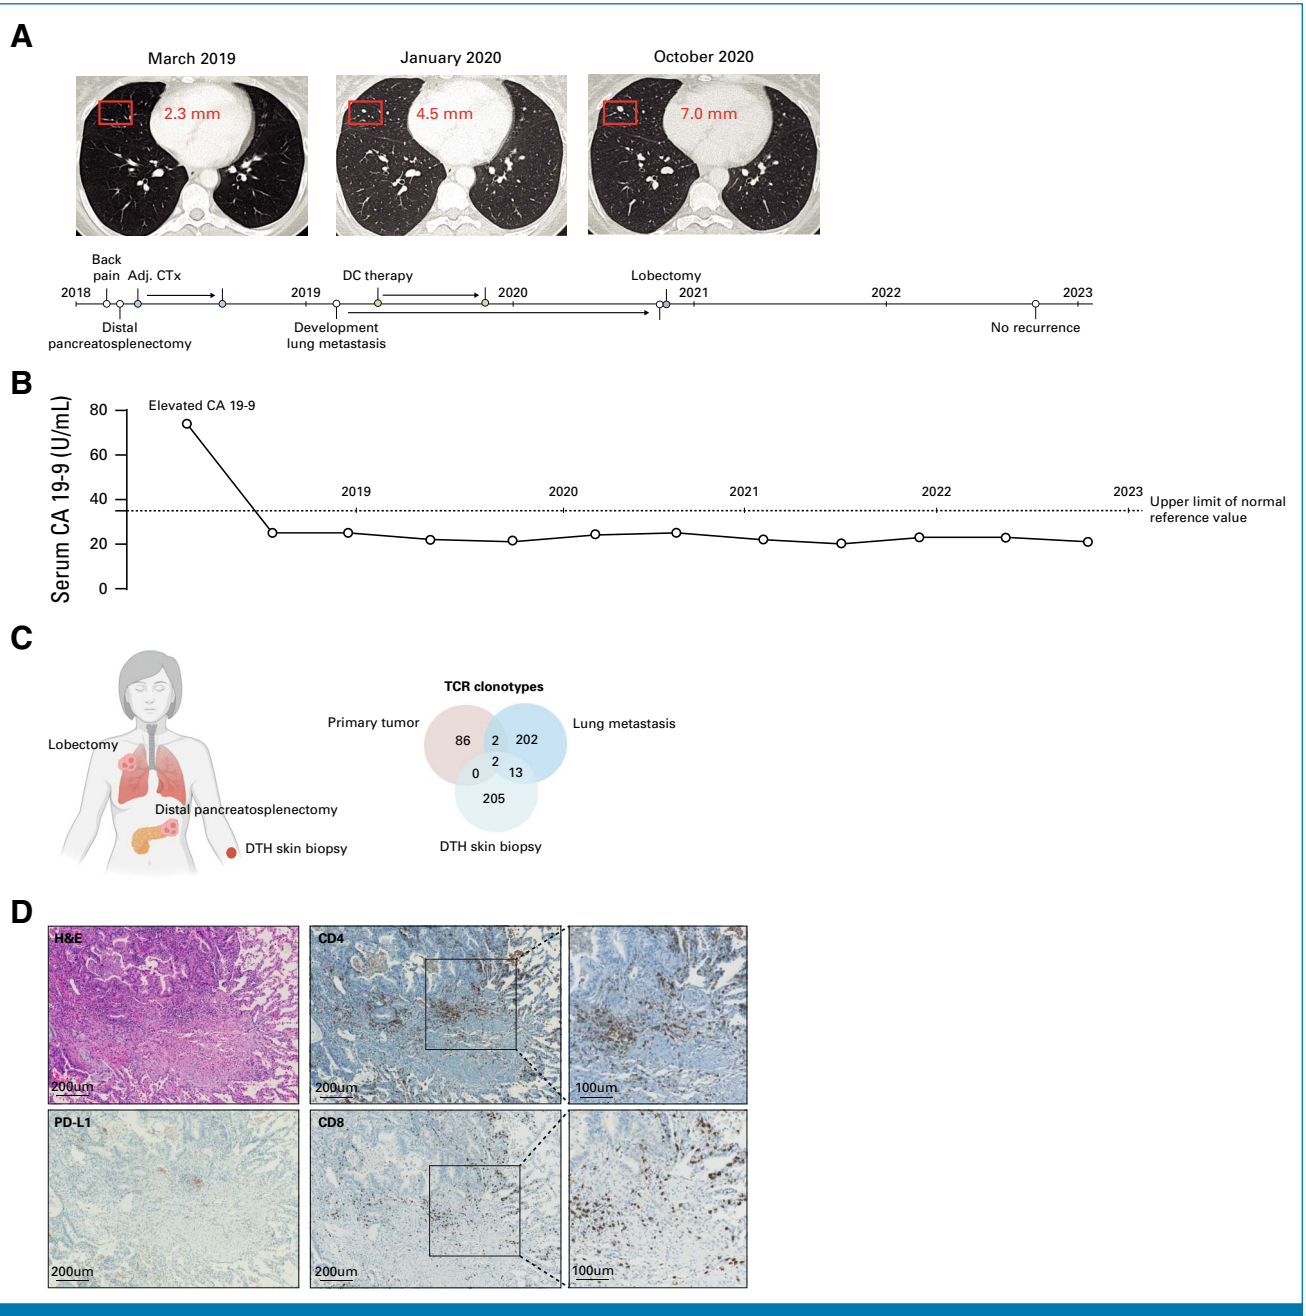 A
March 2019
January 2020
October 2020
2.3 mm
4.5 mm
7.0 mm
Back
pain
Adj. CTx
DC therapy
Lobectomy
2018
2019
2020
2021
2022
2023
Distal
pancreatosplenectomy
Development
lung metastasis
No recurrence
B
Serum CA 19-9 (U/mL)
80
60
40
20
0
Elevated CA 19-9
2019
2020
2021
2022
2023
Upper limit of normal
reference value
C
Lobectomy
Distal pancreatosplenectomy
DTH skin biopsy
TCR clonotypes
Primary tumor
Lung metastasis
86
2
202
2
0
13
205
DTH skin biopsy
D
H&E
200um
CD4
200um
100um
PD-L1
200um
CD8
200um
100um